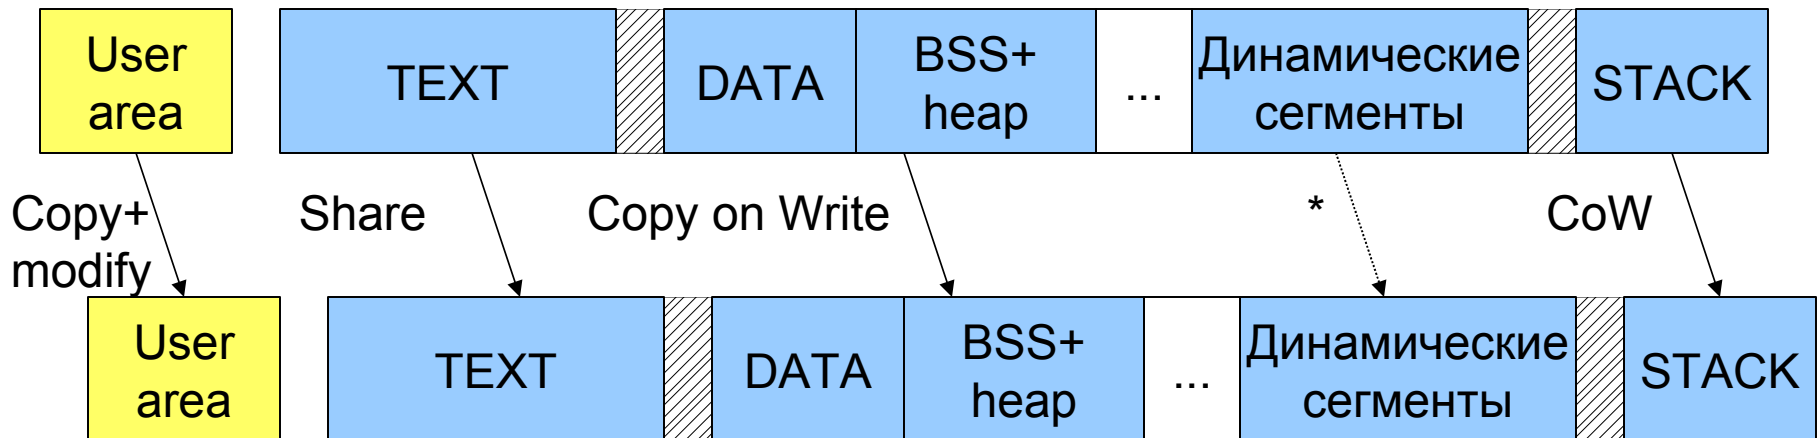 User
area
TEXT
DATA
BSS+
heap
...
Динамические
сегменты
STACK
Copy+
modify
Share
Copy on Write
*
CoW
User
area
TEXT
DATA
BSS+
heap
...
Динамические
сегменты
STACK